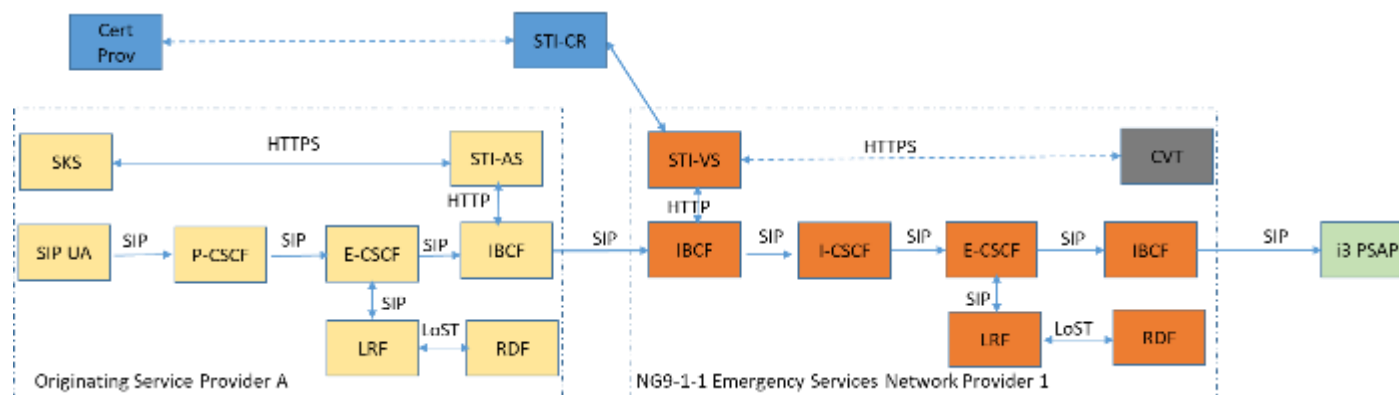 Cert
Prov
STI-CR
HTTPS
SKS
STI-AS
HTTP
STI-VS
HTTPS
CVT
HTTP
SIP UA
SIP
P-CSCF
SIP
E-CSCF
SIP
IBCF
SIP
IBCF
SIP
I-CSCF
SIP
E-CSCF
SIP
IBCF
SIP
i3 PSAP
SIP
LRF
LoST
RDF
SIP
LRF
LoST
RDF
Originating Service Provider A
NG9-1-1 Emergency Services Network Provider 1